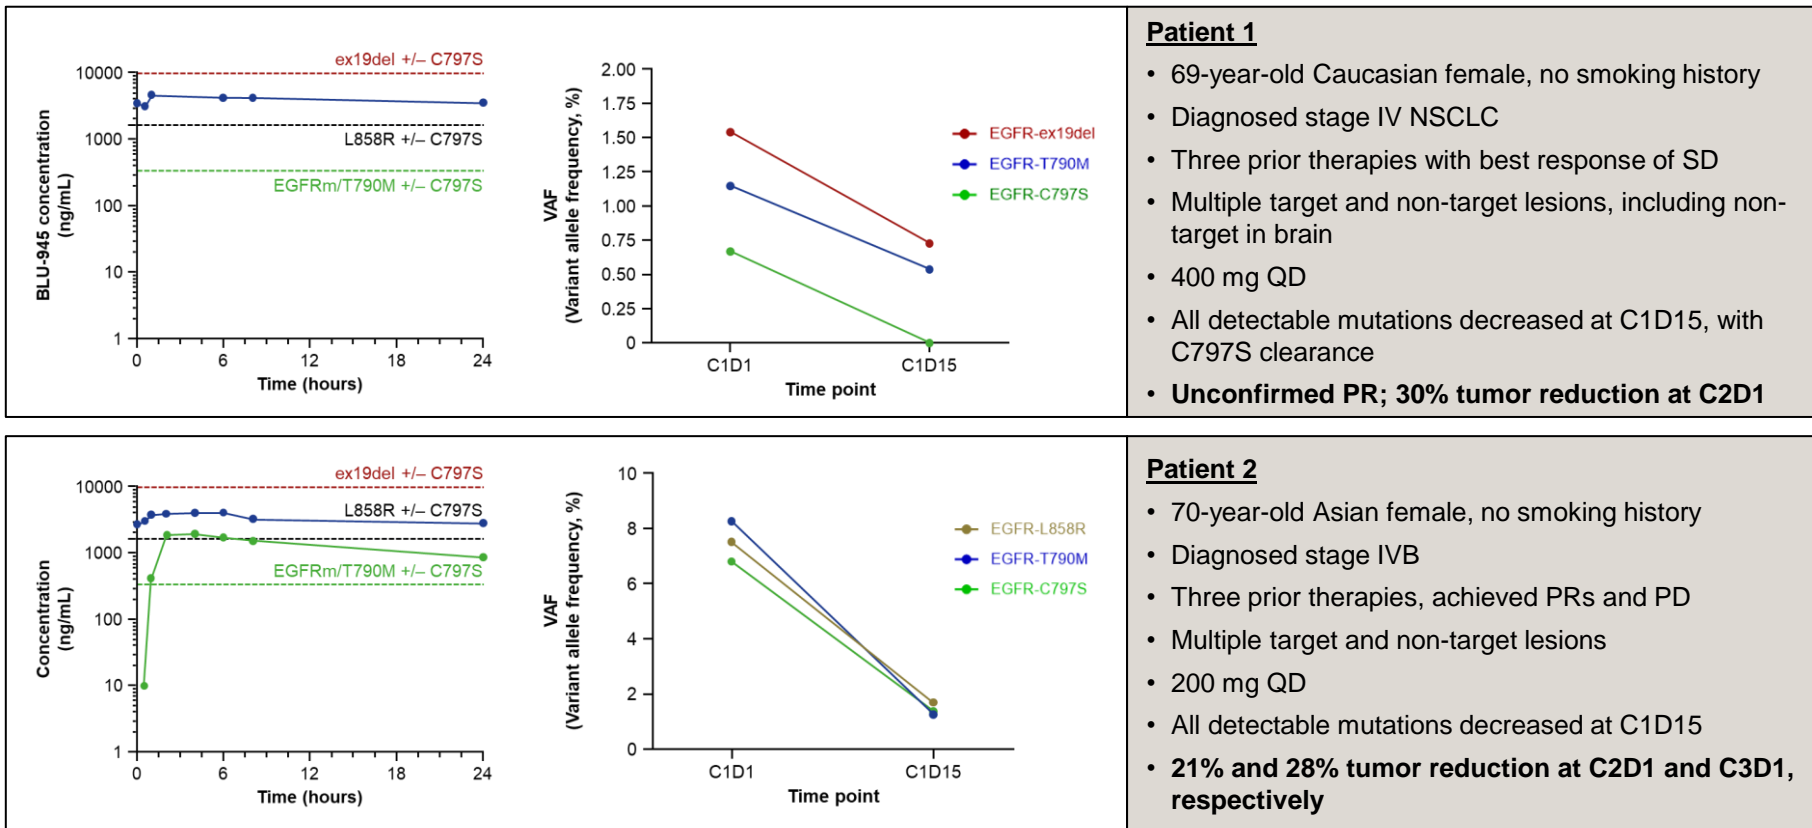 ex19del +/– C797S
10000
1000
100
10
1
L858R +/– C797S
EGFRm/T790M +/– C797S
BLU-945 concentration
(ng/mL)
0
6
12
18
24
Time (hours)
2.00
1.75
1.50
1.25
1.00
0.75
0.50
0.25
0
VAF
(Variant allele frequency, %)
EGFR-ex19del
EGFR-T790M
EGFR-C797S
C1D1
C1D15
Time point
Patient 1
• 69-year-old Caucasian female, no smoking history
• Diagnosed stage IV NSCLC
• Three prior therapies with best response of SD
• Multiple target and non-target lesions, including non-
target in brain
• 400 mg QD
• All detectable mutations decreased at C1D15, with
C797S clearance
• Unconfirmed PR; 30% tumor reduction at C2D1
ex19del +/– C797S
10000
1000
100
10
1
L858R +/– C797S
EGFRm/T790M +/– C797S
Concentration
(ng/mL)
0
6
12
18
24
Time (hours)
10
8
6
4
2
0
VAF
(Variant allele frequency, %)
EGFR-L858R
EGFR-T790M
EGFR-C797S
C1D1
C1D15
Time point
Patient 2
• 70-year-old Asian female, no smoking history
• Diagnosed stage IVB
• Three prior therapies, achieved PRs and PD
• Multiple target and non-target lesions
• 200 mg QD
• All detectable mutations decreased at C1D15
• 21% and 28% tumor reduction at C2D1 and C3D1,
respectively